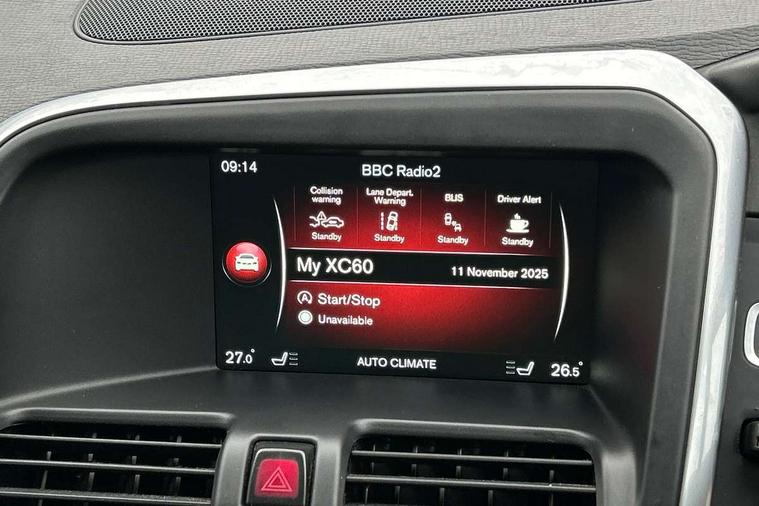 09:14
BBC Radio2
Collision
warning
Standby
Lane Depart.
Warning
Standby
BLIS
Standby
Driver Alert
Standby
My XC60
11 November 2025
Start/Stop
Unavailable
27.0°
AUTO CLIMATE
26.5°